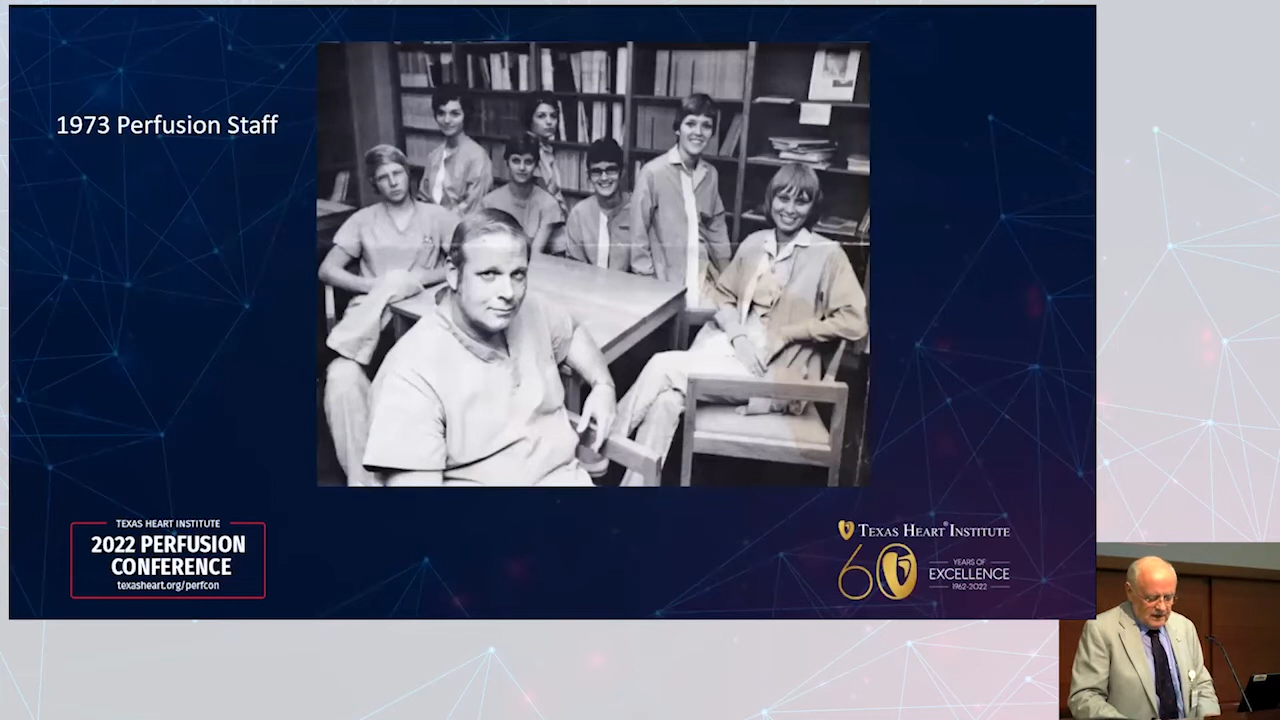 1973 Perfusion Staff
TEXAS HEART INSTITUTE
2022 PERFUSION
CONFERENCE
texasheart.org/perfcon
TEXAS HEART® INSTITUTE
60 YEARS OF
EXCELLENCE
1962-2022